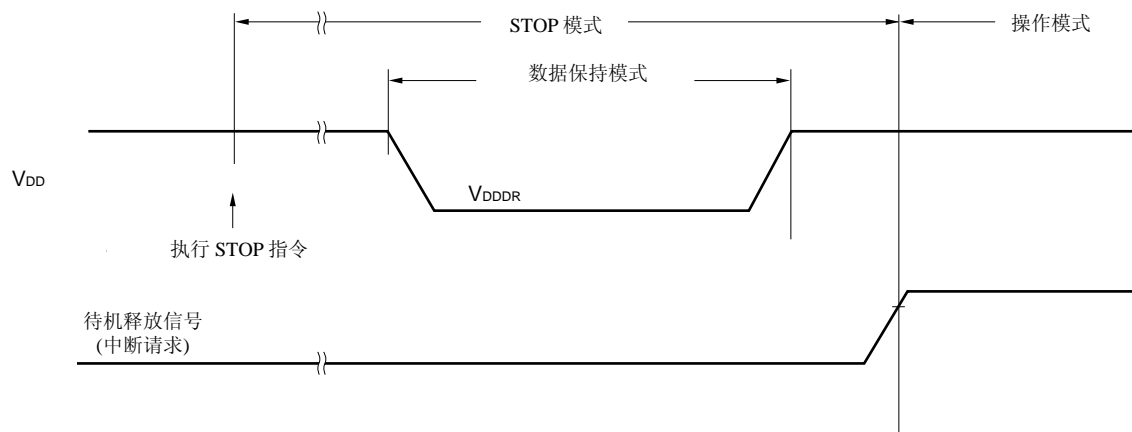 STOP 模式
操作模式
数据保持模式
VDD
VDDDR
执行 STOP 指令
待机释放信号
(中断请求)